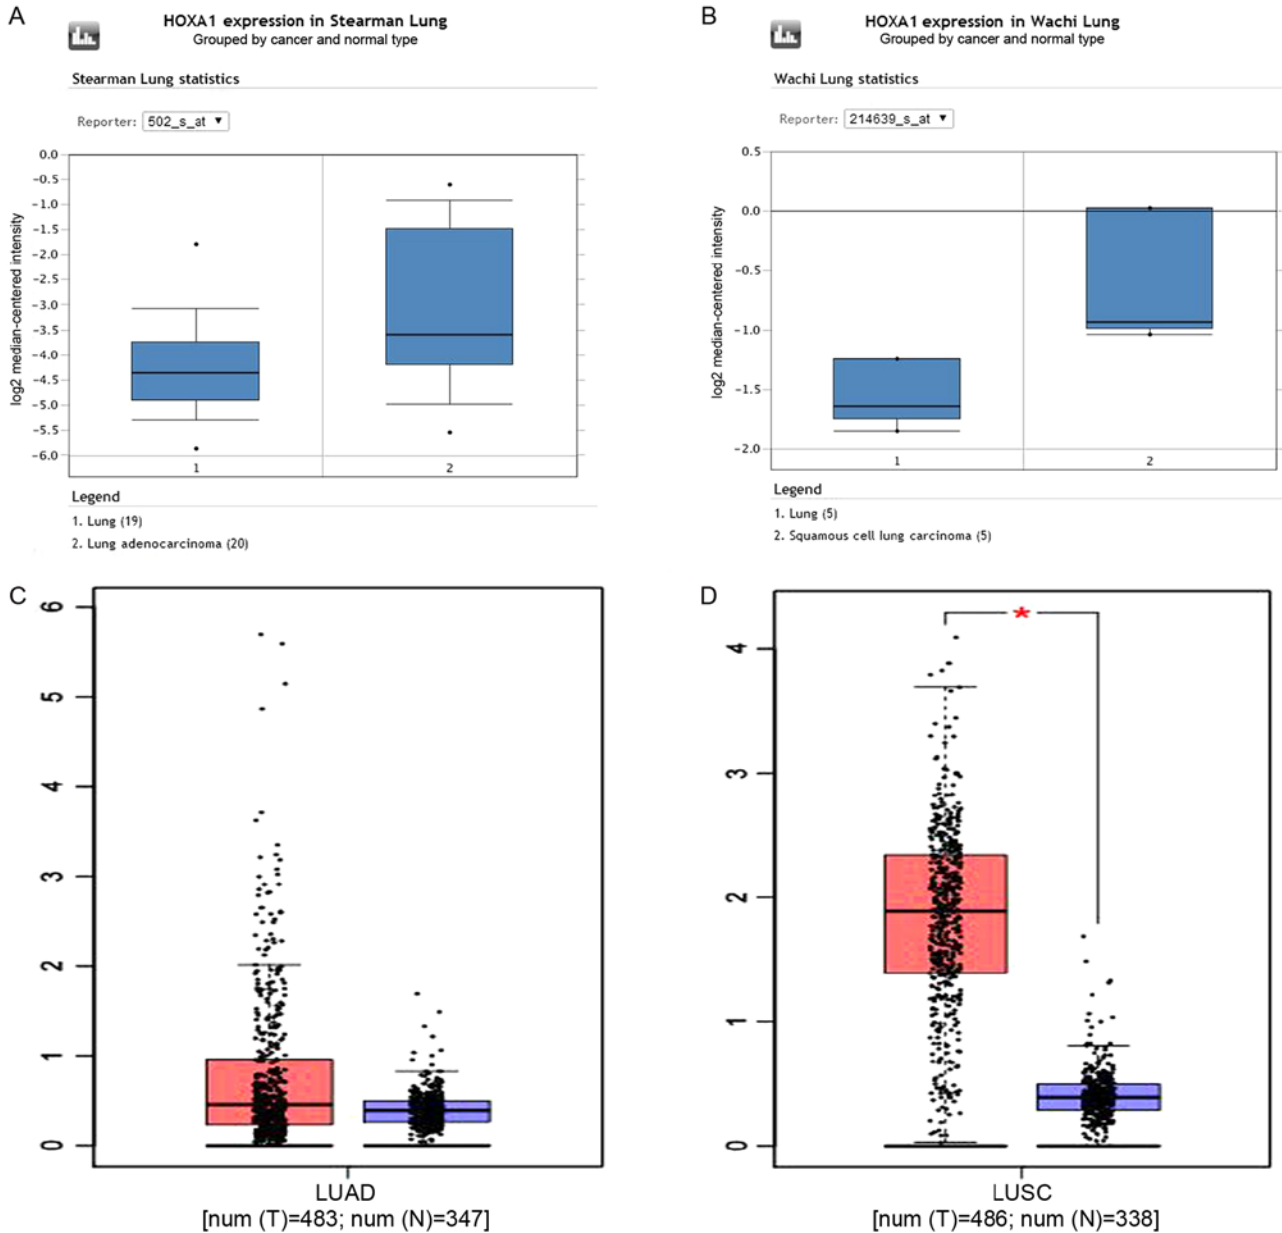 A
HOXA1 expression in Stearman Lung
Grouped by cancer and normal type
Stearman Lung statistics
Reporter: 502_s_at ▼
0.0
−0.5
−1.0
−1.5
−2.0
−2.5
−3.0
−3.5
−4.0
−4.5
−5.0
−5.5
−6.0
log2 median-centered intensity
1
2
Legend
1. Lung (19)
2. Lung adenocarcinoma (20)
B
HOXA1 expression in Wachi Lung
Grouped by cancer and normal type
Wachi Lung statistics
Reporter: 214639_s_at ▼
0.5
0.0
−0.5
−1.0
−1.5
−2.0
log2 median-centered intensity
1
2
Legend
1. Lung (5)
2. Squamous cell lung carcinoma (5)
C
6
5
4
3
2
1
0
LUAD
[num (T)=483; num (N)=347]
D
*
4
3
2
1
0
LUSC
[num (T)=486; num (N)=338]